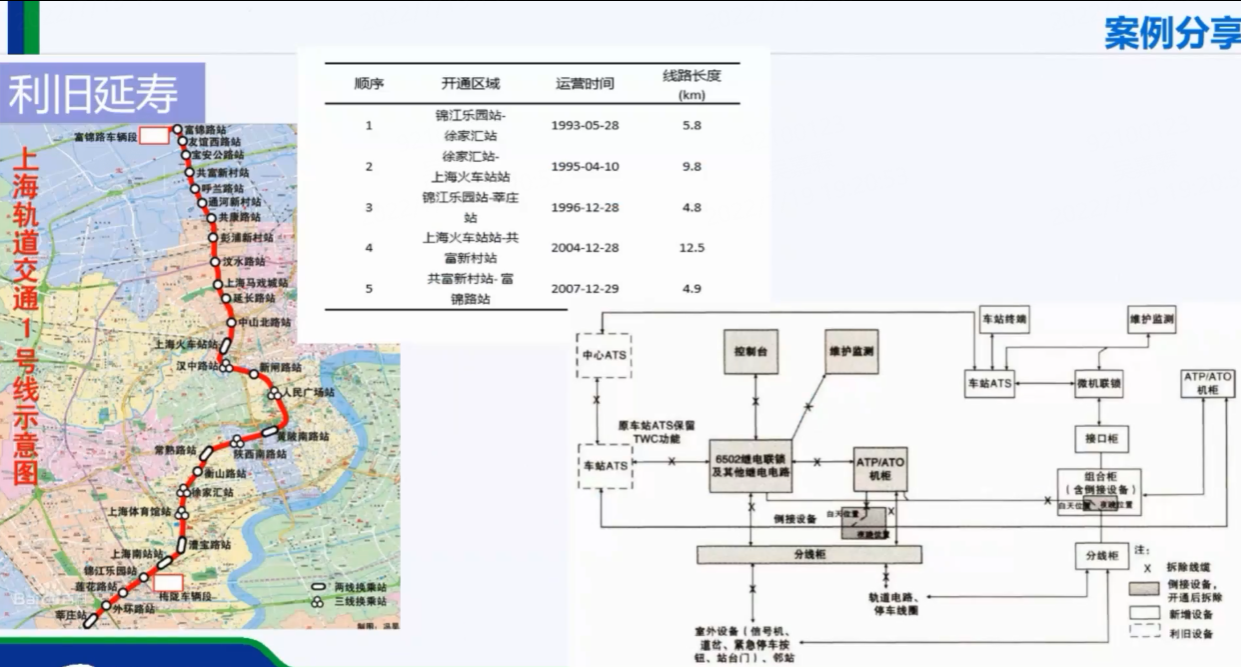 案例分享
利旧延寿
顺序 开通区域 运营时间 线路长度
(km)
1 锦江乐园站- 1993-05-28 5.8
徐家汇站
2 徐家汇站- 1995-04-10 9.8
上海火车站站
3 锦江乐园站-莘庄 1996-12-28 4.8
站
4 上海火车站站-共 2004-12-28 12.5
富新村站
5 共富新村站- 富 2007-12-29 4.9
锦路站
上海轨道交通1号线示意图
富锦路车辆段
富锦路站
友谊西路站
宝安公路站
共富新村站
呼兰路站
通河新村站
共康路站
彭浦新村站
汶水路站
上海马戏城站
延长路站
中山北路站
上海火车站站
汉中路站
新闸路站
人民广场站
黄陂南路站
陕西南路站
常熟路站
衡山路站
徐家汇站
上海体育馆站
漕宝路站
上海南站站
锦江乐园站
梅陇车辆段
莲花路站
外环路站
莘庄站
两线换乘站
三线换乘站
中心ATS
控制台
维护监测
车站终端
维护监测
车站ATS
微机联锁
ATP/ATO
机柜
原车站ATS保留
TWC功能
接口柜
车站ATS
6502继电联锁
及其他继电电路
ATP/ATO
机柜
组合柜
(含倒接设备)
白天位置
夜晚位置
倒接设备
白天位置
夜晚位置
分线柜
分线柜
轨道电路、
停车线圈
室外设备(信号机、
道岔、紧急停车按
钮、站台门)、邻站
注:
X 拆除线缆
倒接设备,
开通后拆除
新增设备
利旧设备